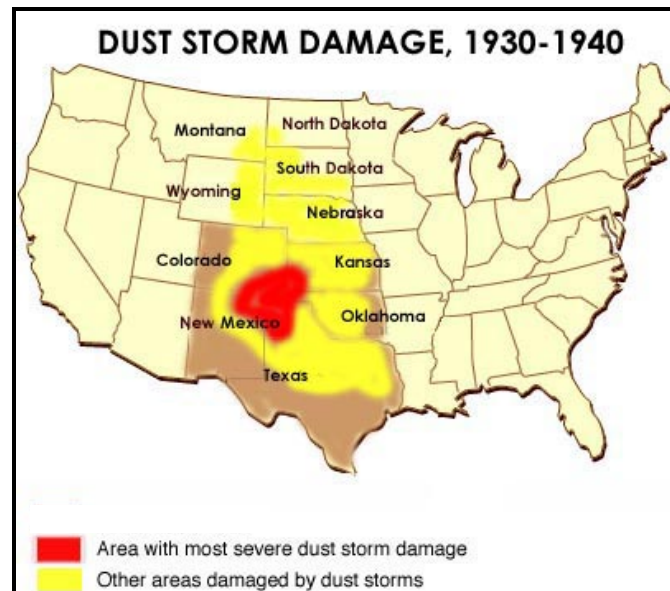 DUST STORM DAMAGE, 1930-1940
Montana
North Dakota
South Dakota
Wyoming
Nebraska
Colorado
Kansas
New Mexico
Oklahoma
Texas
Area with most severe dust storm damage
Other areas damaged by dust storms